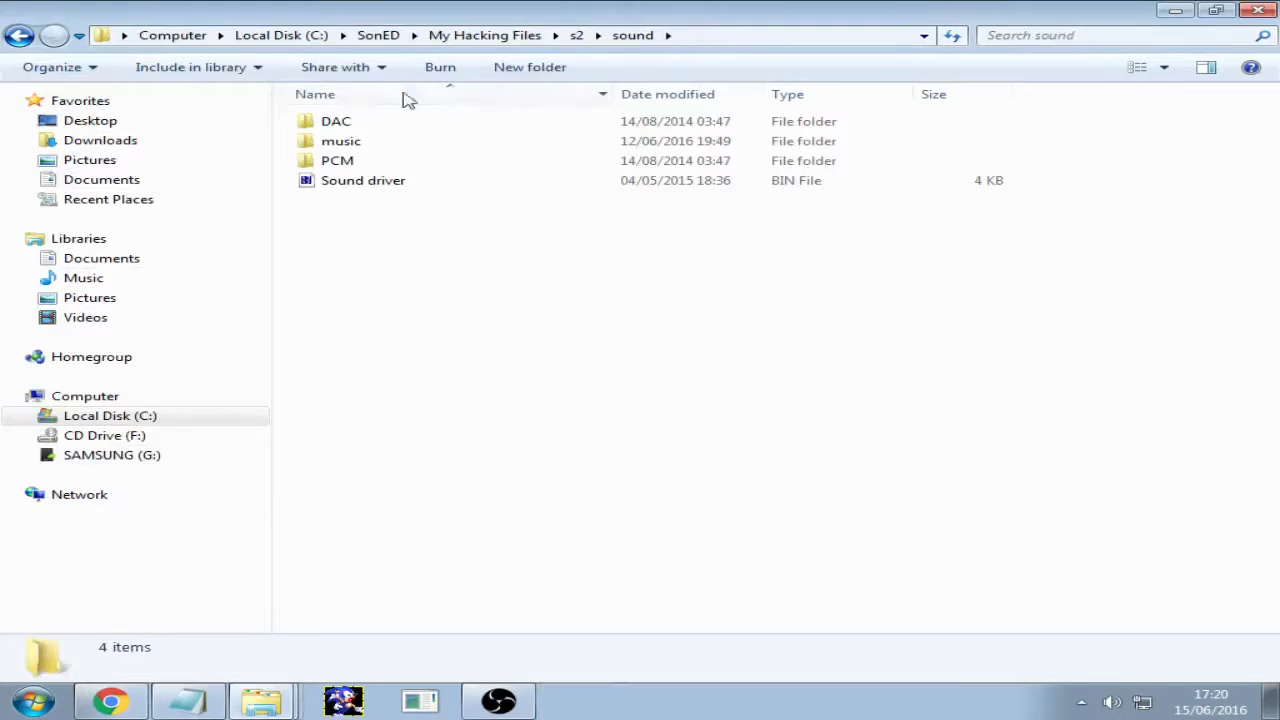 Computer Local Disk (C:) SonED My Hacking Files s2 sound Search sound
Organize Include in library Share with Burn New folder
Name Date modified Type Size
DAC 14/08/2014 03:47 File folder
music 12/06/2016 19:49 File folder
PCM 14/08/2014 03:47 File folder
Sound driver 04/05/2015 18:36 BIN File 4 KB
Favorites
Desktop
Downloads
Pictures
Documents
Recent Places
Libraries
Documents
Music
Pictures
Videos
Homegroup
Computer
Local Disk (C:)
CD Drive (F:)
SAMSUNG (G:)
Network
4 items
17:20
15/06/2016